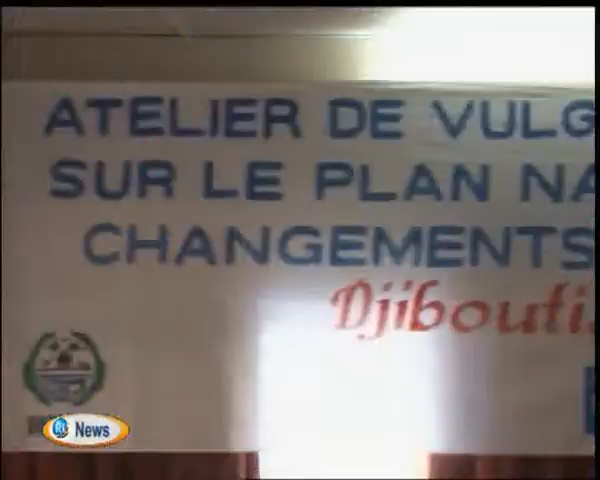 ATELIER DE VULG
SUR LE PLAN NA
CHANGEMENTS
Djibouti
News